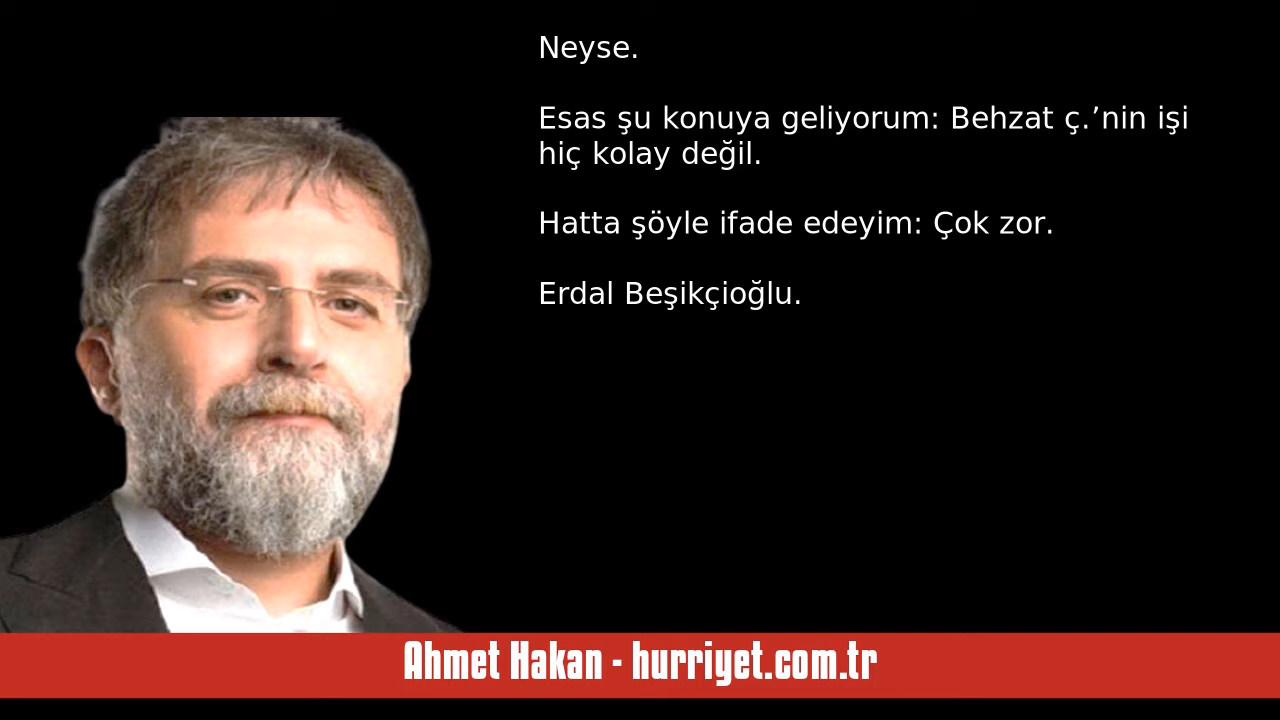 Neyse.
Esas şu konuya geliyorum: Behzat ç.’nin işi
hiç kolay değil.
Hatta şöyle ifade edeyim: Çok zor.
Erdal Beşikçioğlu.
Ahmet Hakan - hurriyet.com.tr